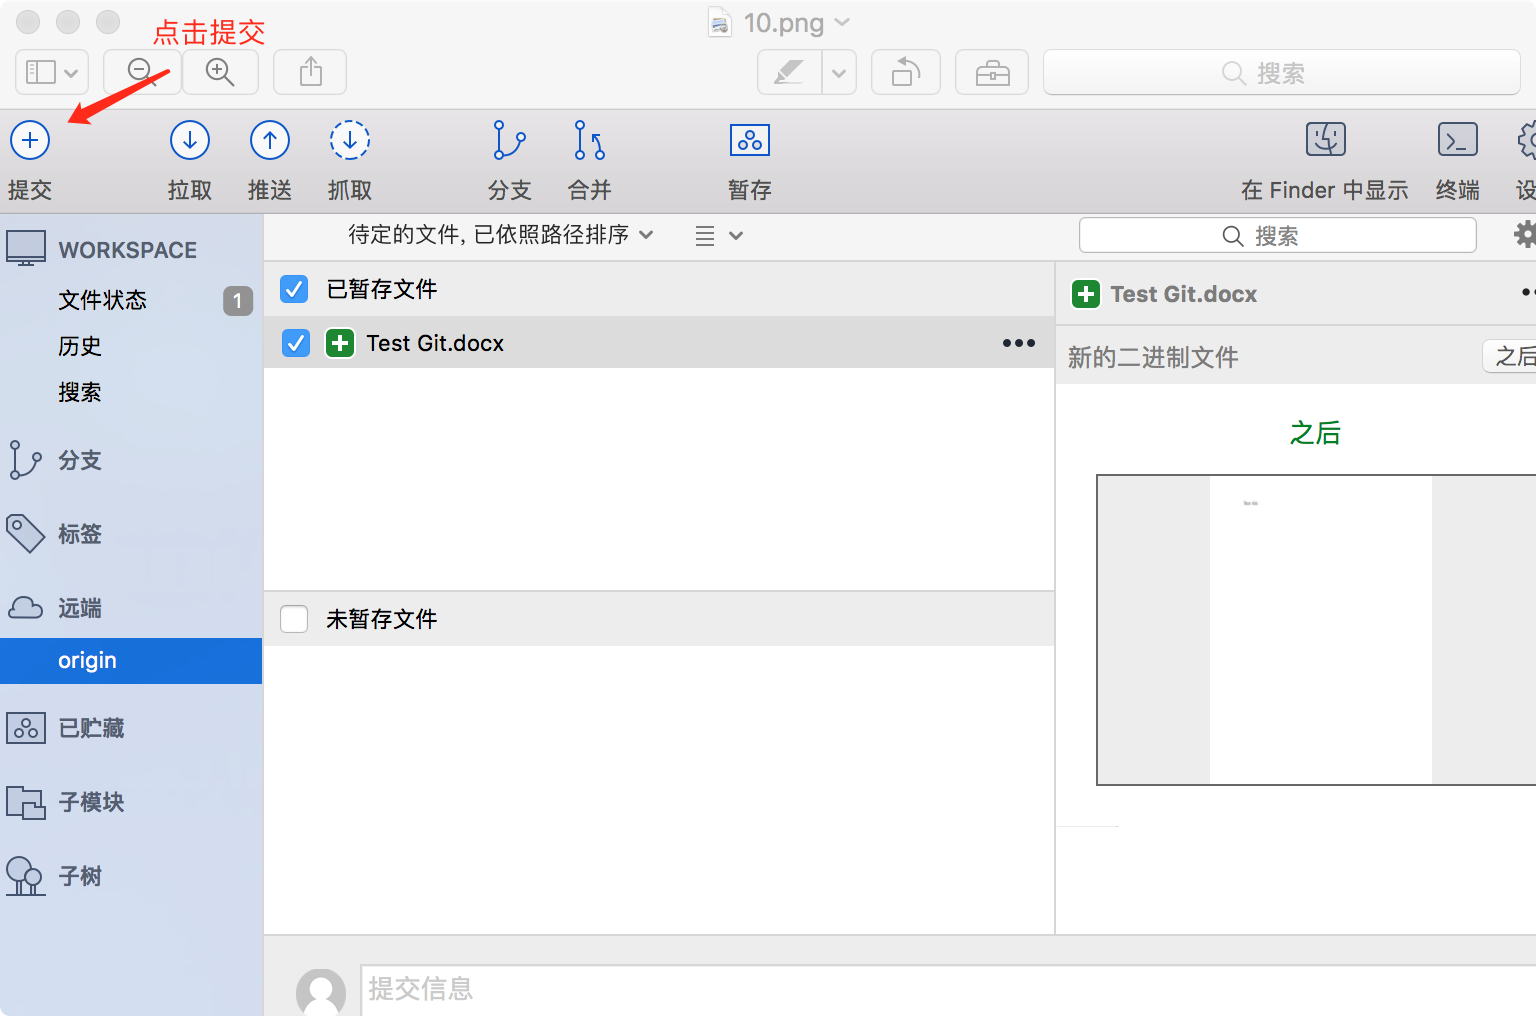 10.png
点击提交
搜索
提交
拉取
推送
抓取
分支
合并
暂存
在 Finder 中显示
终端
设
WORKSPACE
文件状态
1
历史
搜索
分支
标签
远端
origin
已贮藏
子模块
子树
待定的文件, 已依照路径排序
搜索
已暂存文件
Test Git.docx
未暂存文件
Test Git.docx
新的二进制文件
之后
之后
提交信息